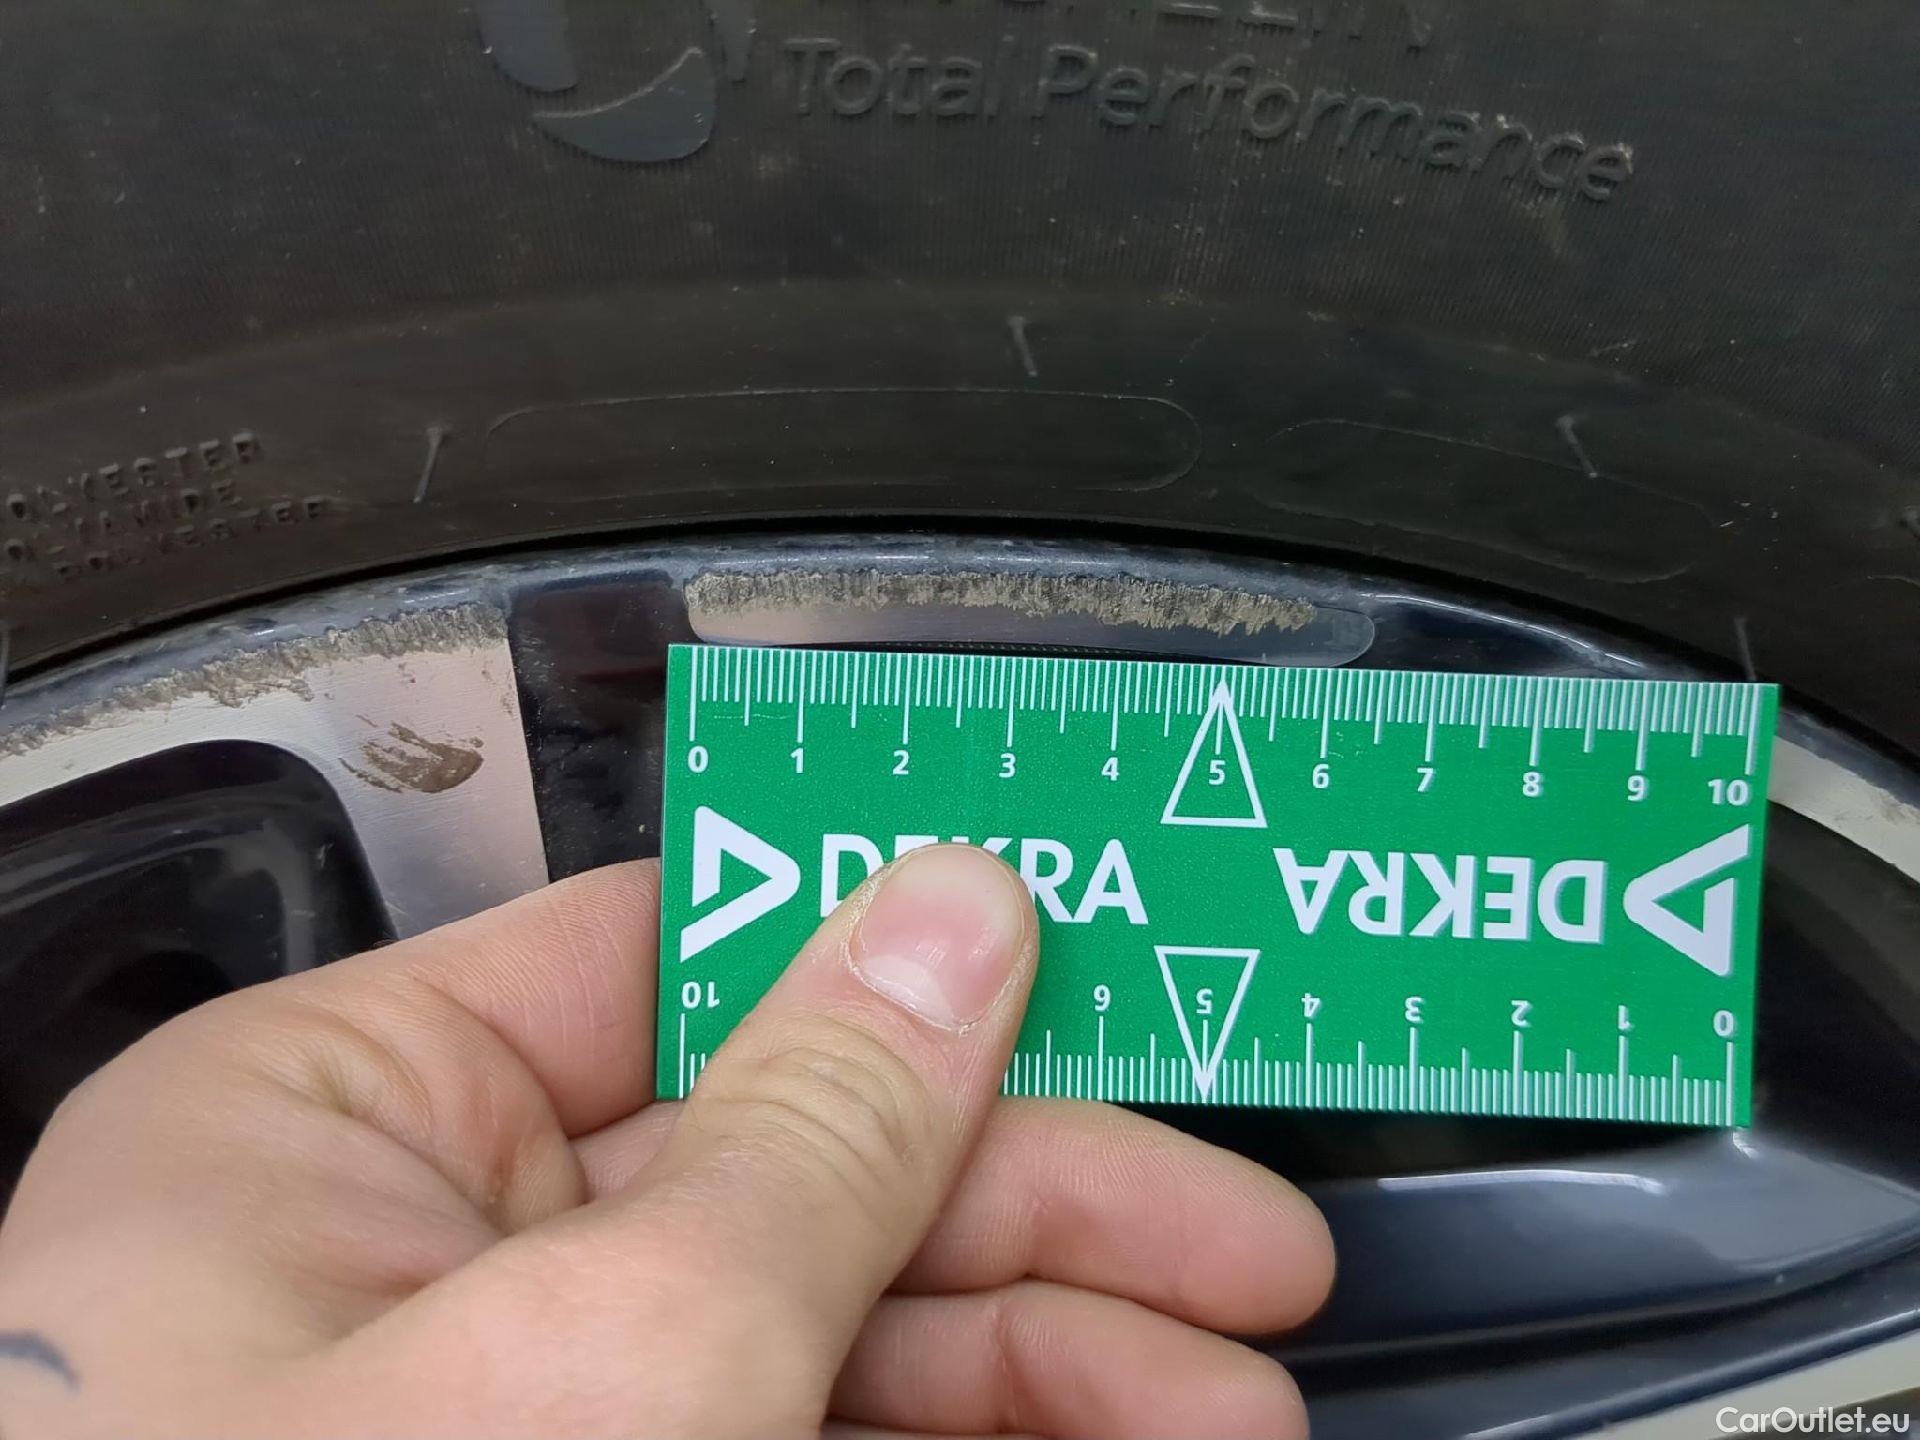 Total Performance
POLYESTER
0 1 2 3 4 5 6 7 8 9 10
DEKRA DEKRA
10 6 5 4 3 2 1 0
CarOutlet.eu